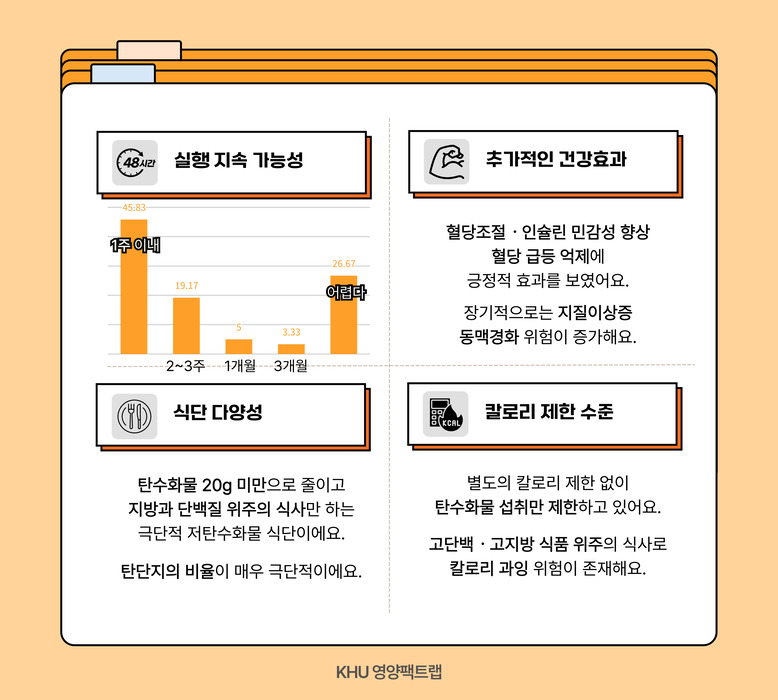 48시간
실행 지속 가능성
45.83
1주 이내
19.17
5
3.33
26.67
어렵다
2~3주
1개월
3개월
추가적인 건강효과
혈당조절 · 인슐린 민감성 향상
혈당 급등 억제에
긍정적 효과를 보였어요.
장기적으로는 지질이상증
동맥경화 위험이 증가해요.
식단 다양성
탄수화물 20g 미만으로 줄이고
지방과 단백질 위주의 식사만 하는
극단적 저탄수화물 식단이에요.
탄단지의 비율이 매우 극단적이에요.
KCAL
칼로리 제한 수준
별도의 칼로리 제한 없이
탄수화물 섭취만 제한하고 있어요.
고단백 · 고지방 식품 위주의 식사로
칼로리 과잉 위험이 존재해요.
KHU 영양팩트랩